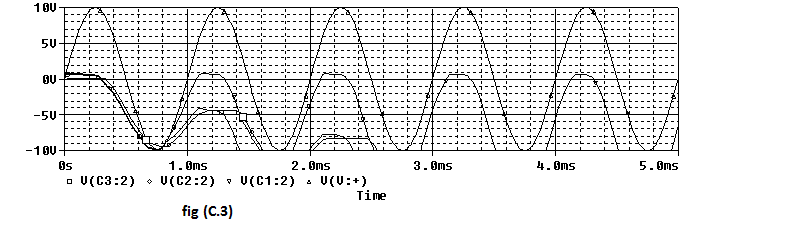 10V
5V
0V
-5V
-10V
0s 1.0ms 2.0ms 3.0ms 4.0ms 5.0ms
V(C3:2) V(C2:2) V(C1:2) V(V:+)
Time
fig (C.3)